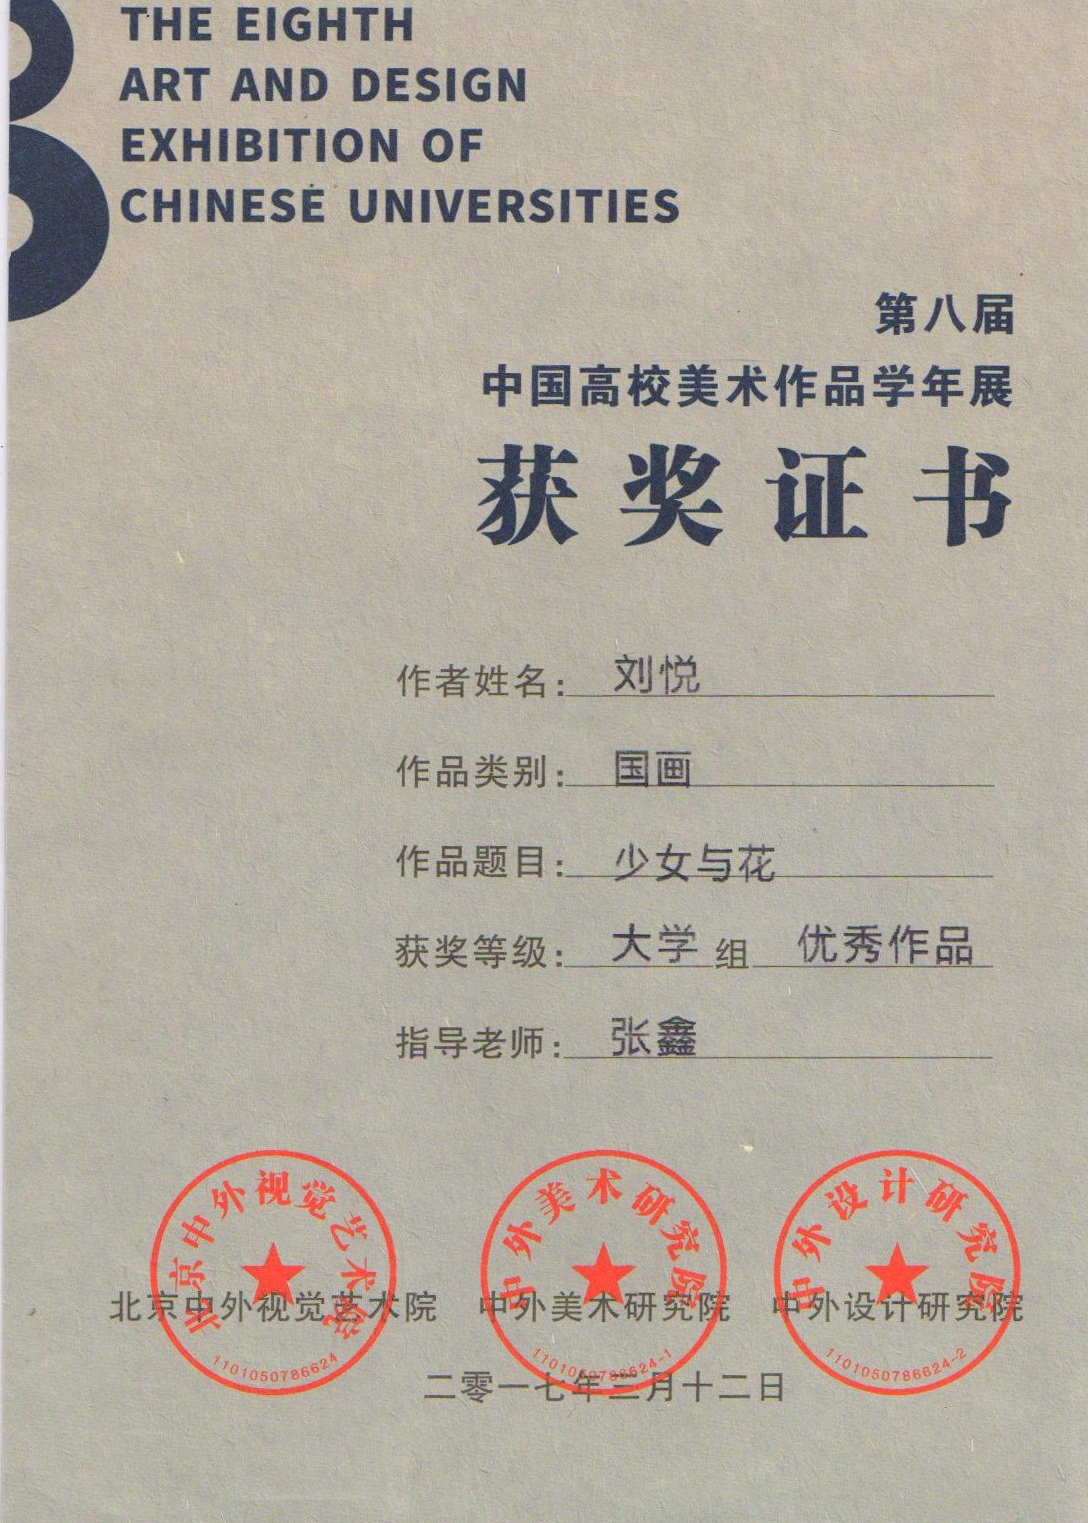 8
THE EIGHTH
ART AND DESIGN
EXHIBITION OF
CHINESE UNIVERSITIES
第八届
中国高校美术作品学年展
获奖证书
作者姓名: 刘悦
作品类别: 国画
作品题目: 少女与花
获奖等级: 大学 组 优秀作品
指导老师: 张鑫
北京中外视觉艺术院
1101050786624
中外美术研究院
1101050786624-1
中外设计研究院
1101050786624-2
北京中外视觉艺术院 中外美术研究院 中外设计研究院
二零一七年三月十二日